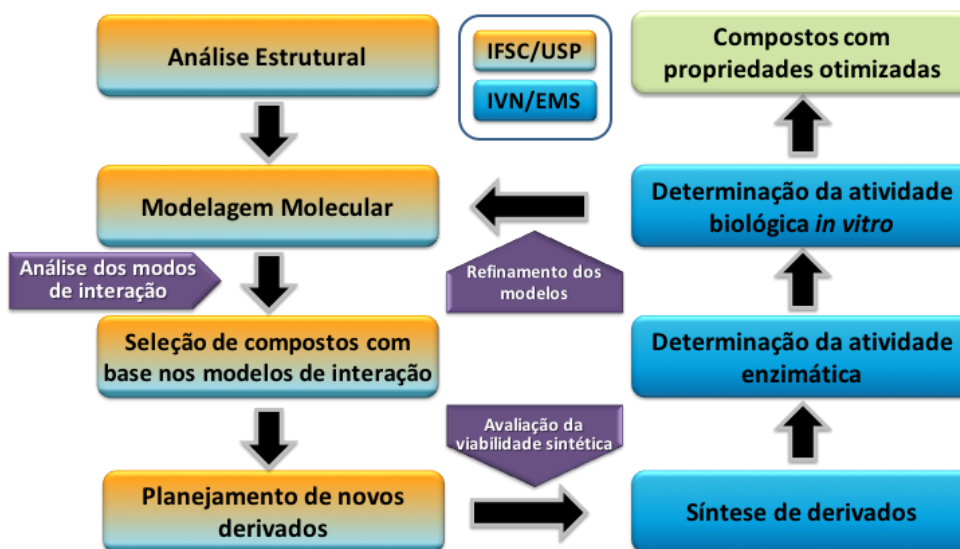 Análise Estrutural
IFSC/USP
IVN/EMS
Compostos com
propriedades otimizadas
Modelagem Molecular
Determinação da atividade
biológica in vitro
Análise dos modos
de interação
Refinamento dos
modelos
Seleção de compostos com
base nos modelos de interação
Determinação da atividade
enzimática
Avaliação da
viabilidade sintética
Planejamento de novos
derivados
Síntese de derivados